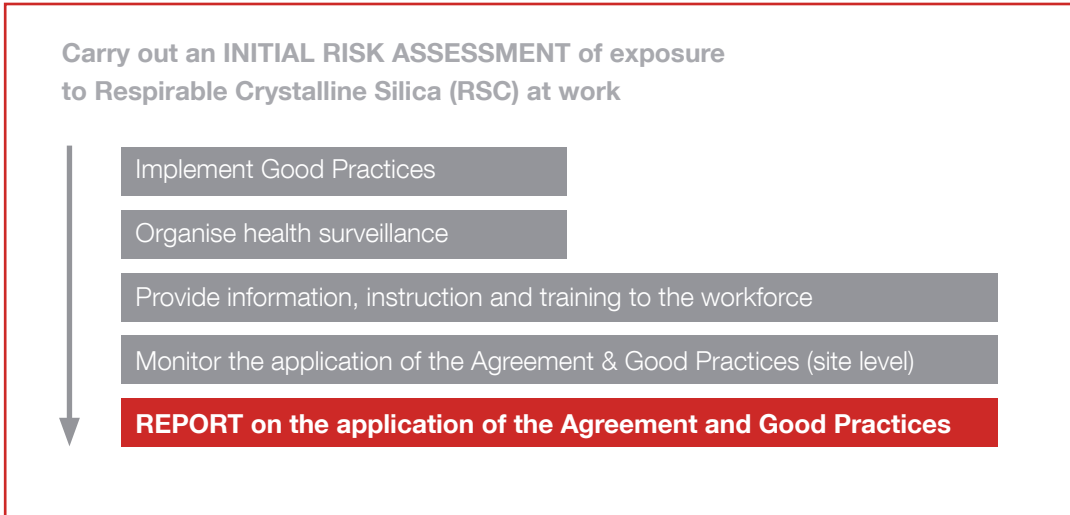 Carry out an INITIAL RISK ASSESSMENT of exposure
to Respirable Crystalline Silica (RSC) at work
Implement Good Practices
Organise health surveillance
Provide information, instruction and training to the workforce
Monitor the application of the Agreement & Good Practices (site level)
REPORT on the application of the Agreement and Good Practices